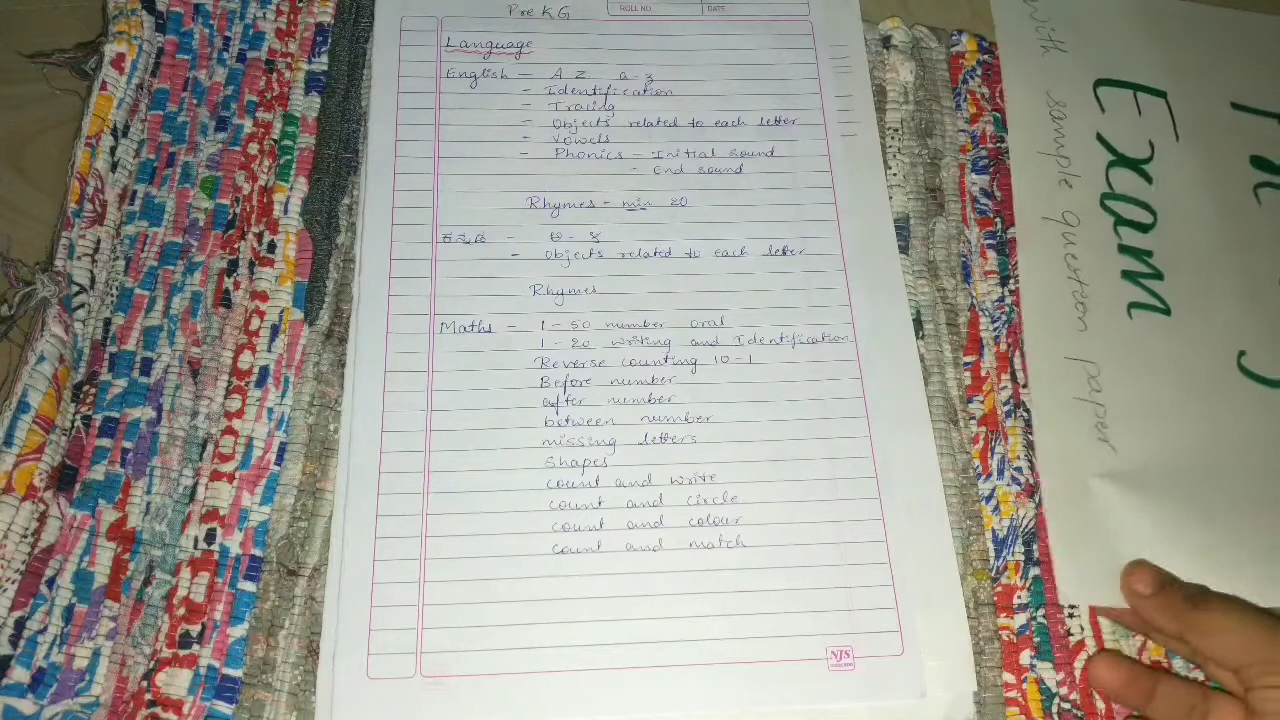 Pre KG
ROLL NO.
DATE
Language
English - A Z a-z
- Identification
- Tracing
- Objects related to each letter
- Vowels
- Phonics - Initial sound
- End sound
Rhymes - min 20
ಕನ್ನಡ -
- Objects related to each letter
Rhymes
Maths - 1-50 number oral
1-20 writing and Identification
Reverse counting 10-1
Before number
after number
between number
missing letters
shapes
count and write
count and circle
count and colour
count and match
NJS
Exam
with sample question paper